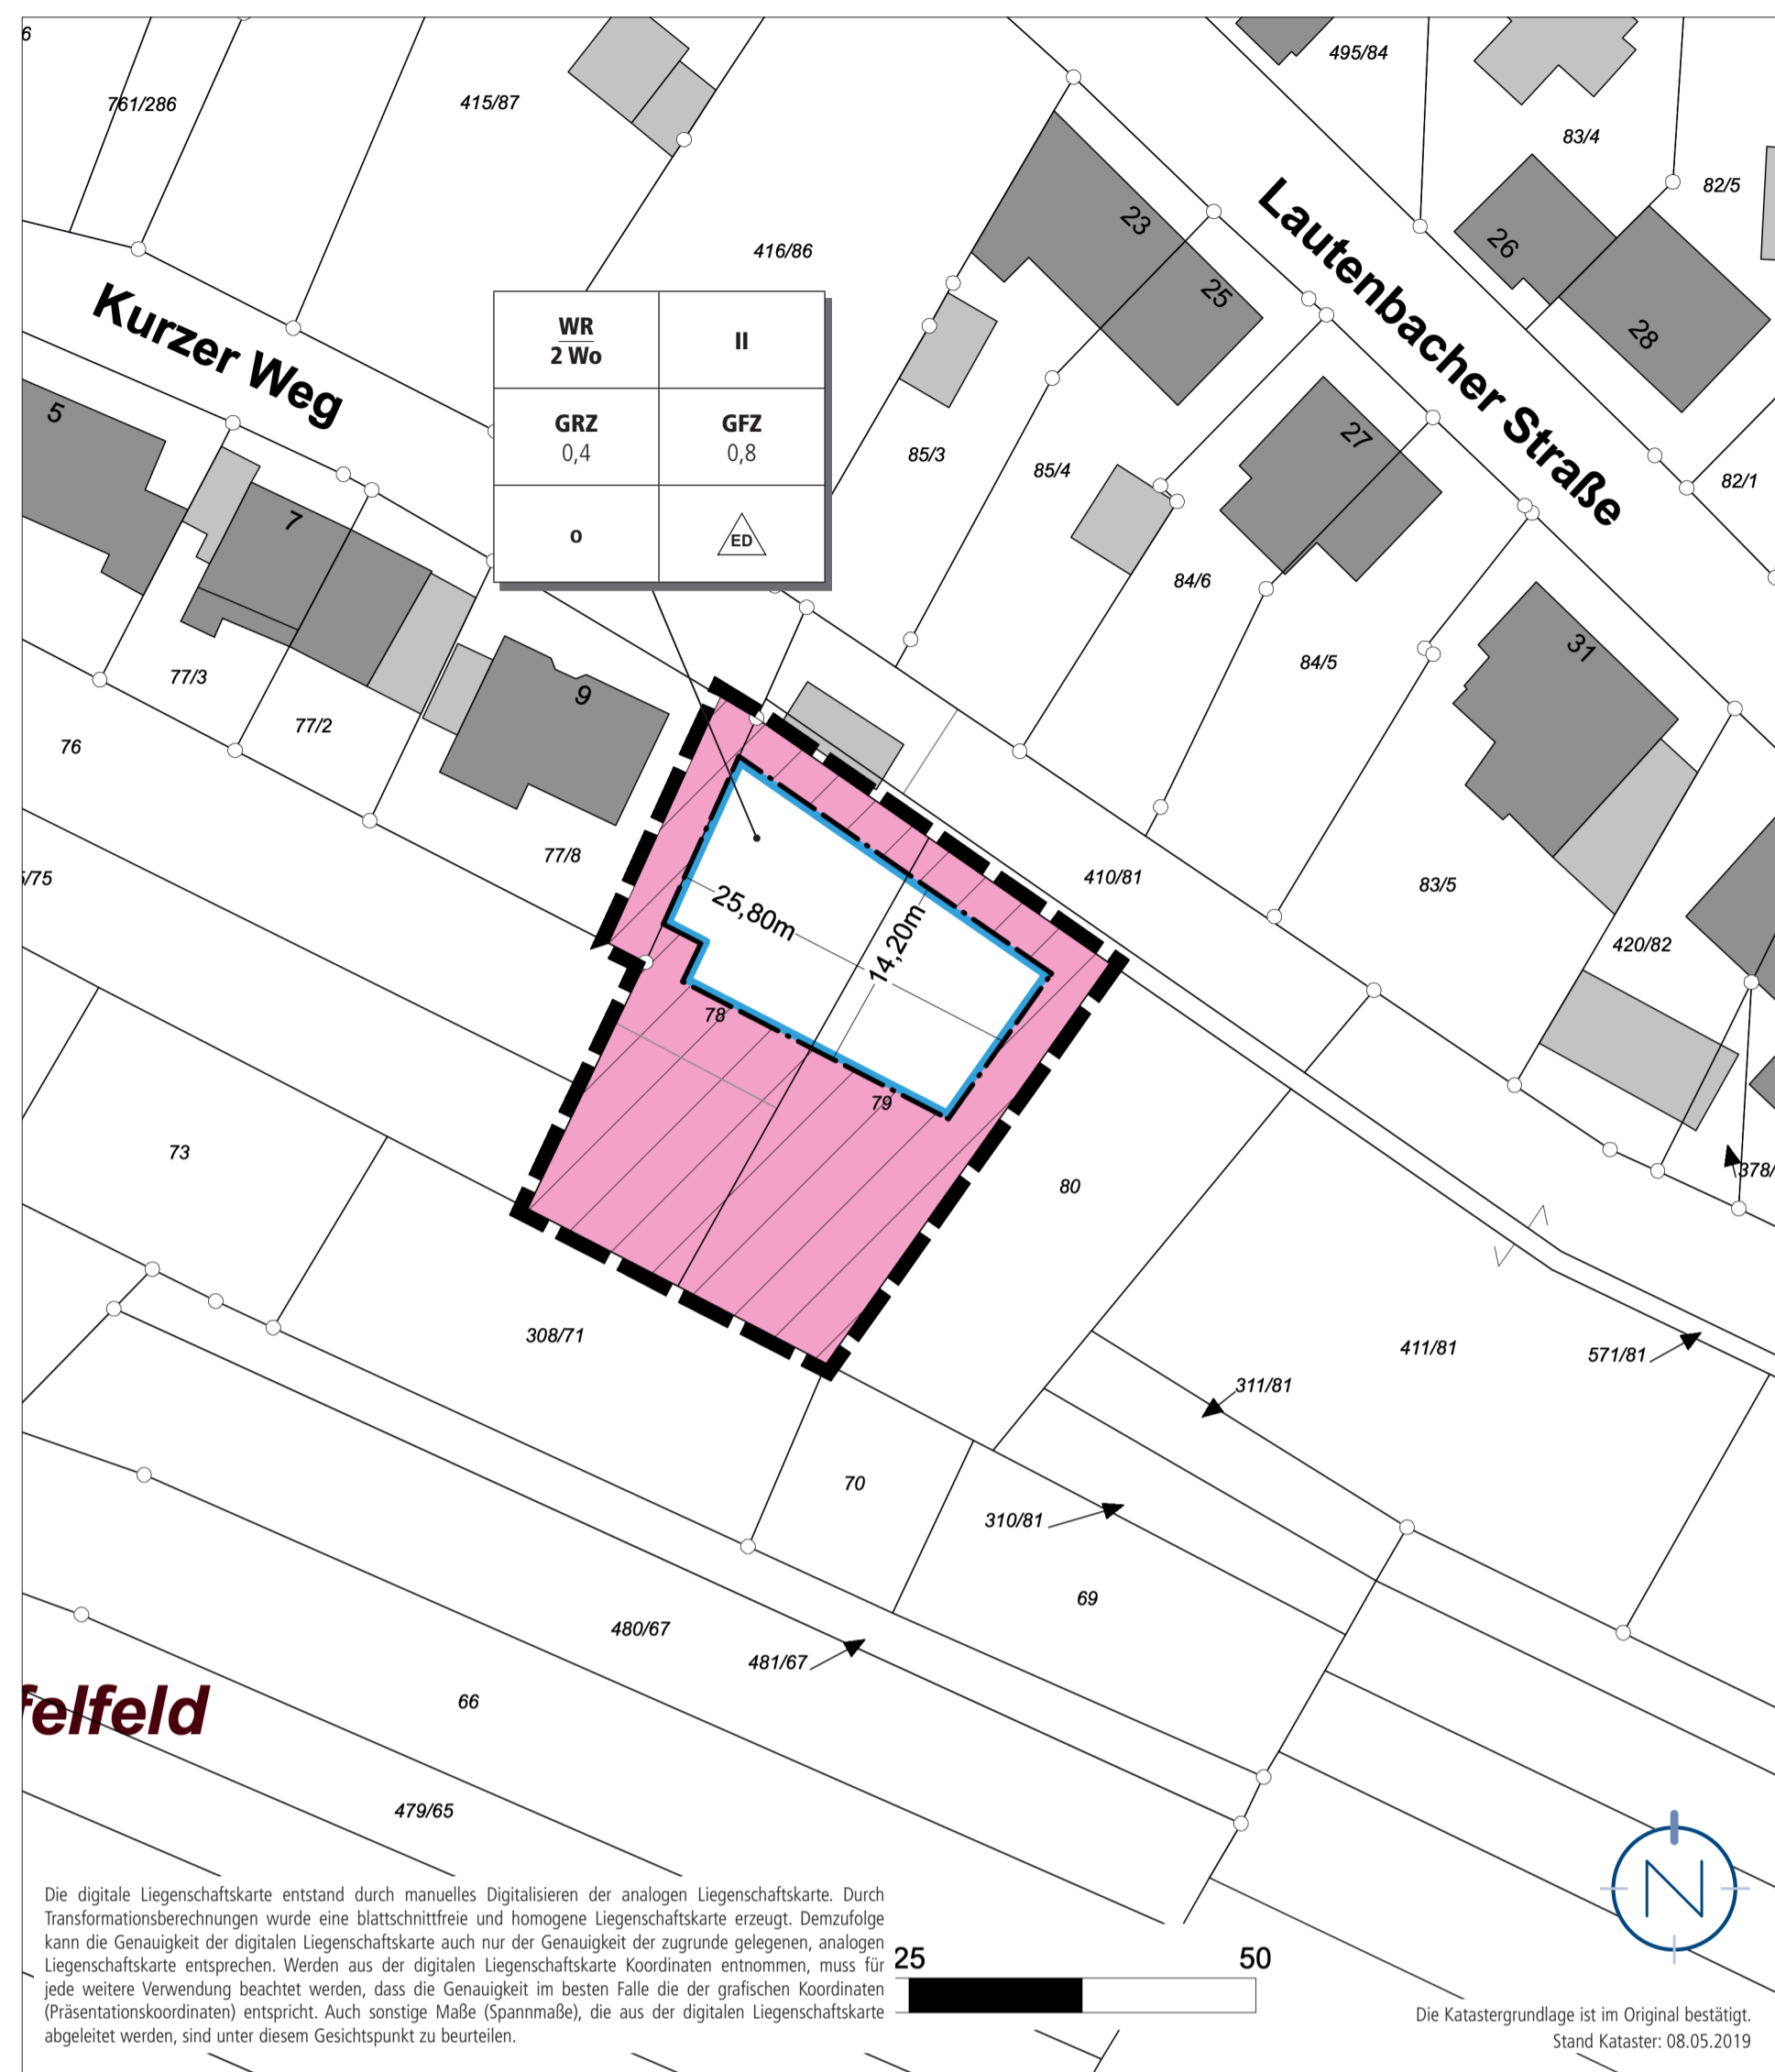 6
761/286
415/87
416/86
495/84
83/4
82/5
Kurzer Weg
Lautenbacher Straße
23
25
26
28
WR
2 Wo
II
GRZ
0,4
GFZ
0,8
o
ED
5
7
9
27
31
85/3
85/4
82/1
84/6
84/5
77/3
77/2
76
77/8
410/81
83/5
420/82
25,80m
14,20m
78
79
73
80
308/71
411/81
571/81
311/81
70
310/81
69
480/67
481/67
66
felfeld
479/65
N
Die digitale Liegenschaftskarte entstand durch manuelles Digitalisieren der analogen Liegenschaftskarte. Durch
Transformationsberechnungen wurde eine blattschnittfreie und homogene Liegenschaftskarte erzeugt. Demzufolge
kann die Genauigkeit der digitalen Liegenschaftskarte auch nur der Genauigkeit der zugrunde gelegenen, analogen
Liegenschaftskarte entsprechen. Werden aus der digitalen Liegenschaftskarte Koordinaten entnommen, muss für
jede weitere Verwendung beachtet werden, dass die Genauigkeit im besten Falle die der grafischen Koordinaten
(Präsentationskoordinaten) entspricht. Auch sonstige Maße (Spannmaße), die aus der digitalen Liegenschaftskarte
abgeleitet werden, sind unter diesem Gesichtspunkt zu beurteilen.
25
50
Die Katastergrundlage ist im Original bestätigt.
Stand Kataster: 08.05.2019